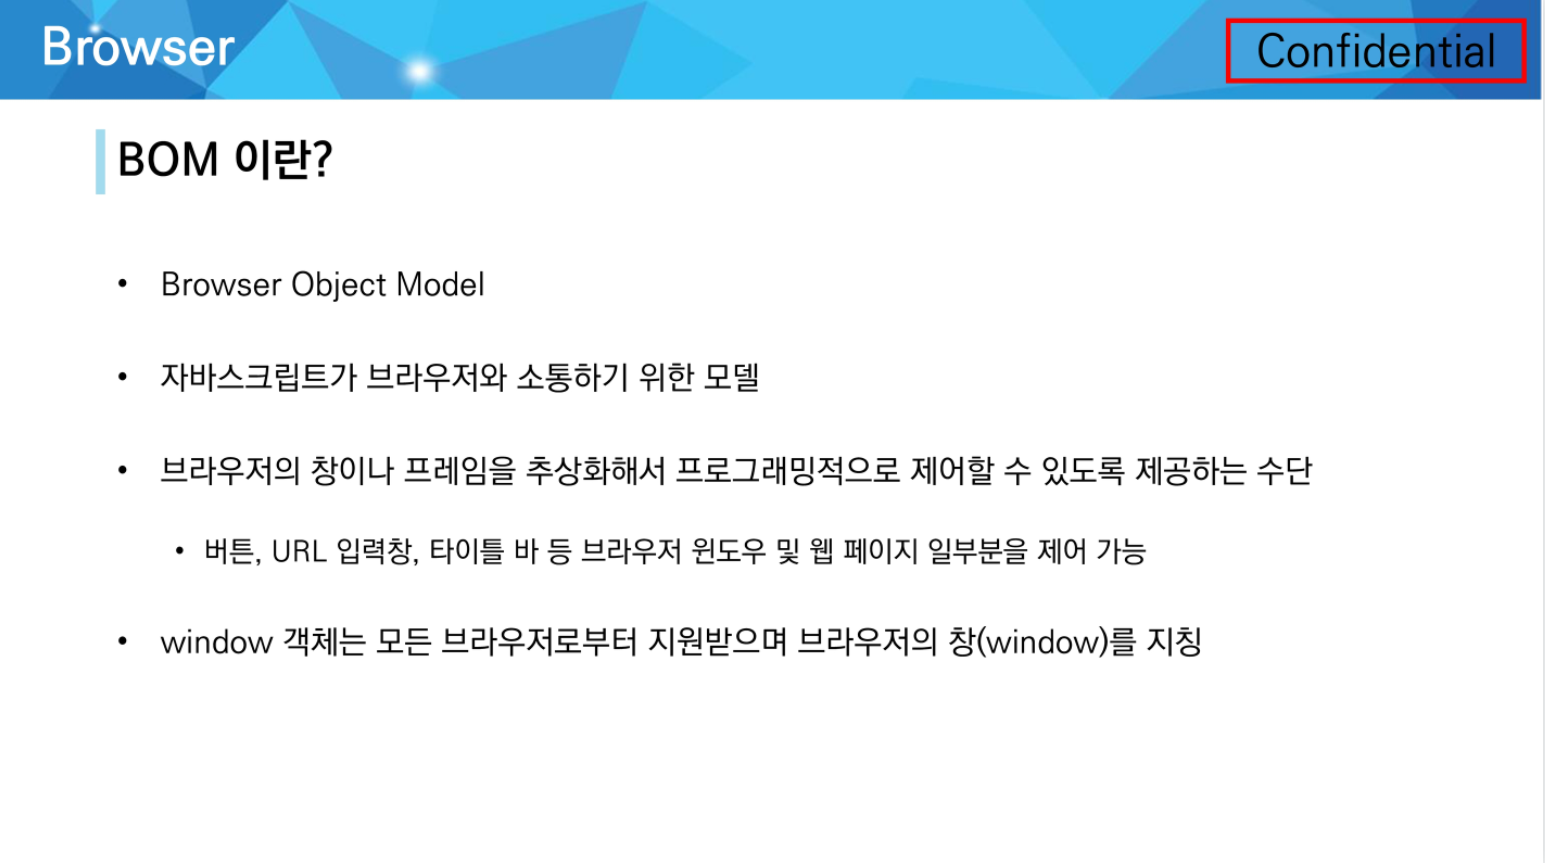 Browser
Confidential
BOM 이란?
• Browser Object Model
• 자바스크립트가 브라우저와 소통하기 위한 모델
• 브라우저의 창이나 프레임을 추상화해서 프로그래밍적으로 제어할 수 있도록 제공하는 수단
• 버튼, URL 입력창, 타이틀 바 등 브라우저 윈도우 및 웹 페이지 일부분을 제어 가능
• window 객체는 모든 브라우저로부터 지원받으며 브라우저의 창(window)를 지칭